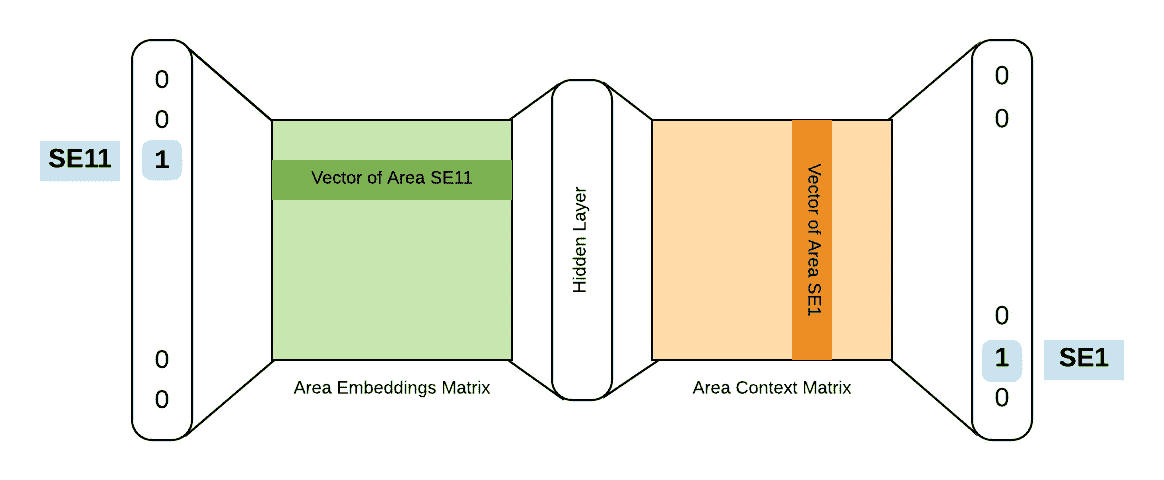 0
0
SE11
1
0
0
Vector of Area SE11
Area Embeddings Matrix
Hidden Layer
Vector of Area SE1
Area Context Matrix
0
0
0
1
SE1
0